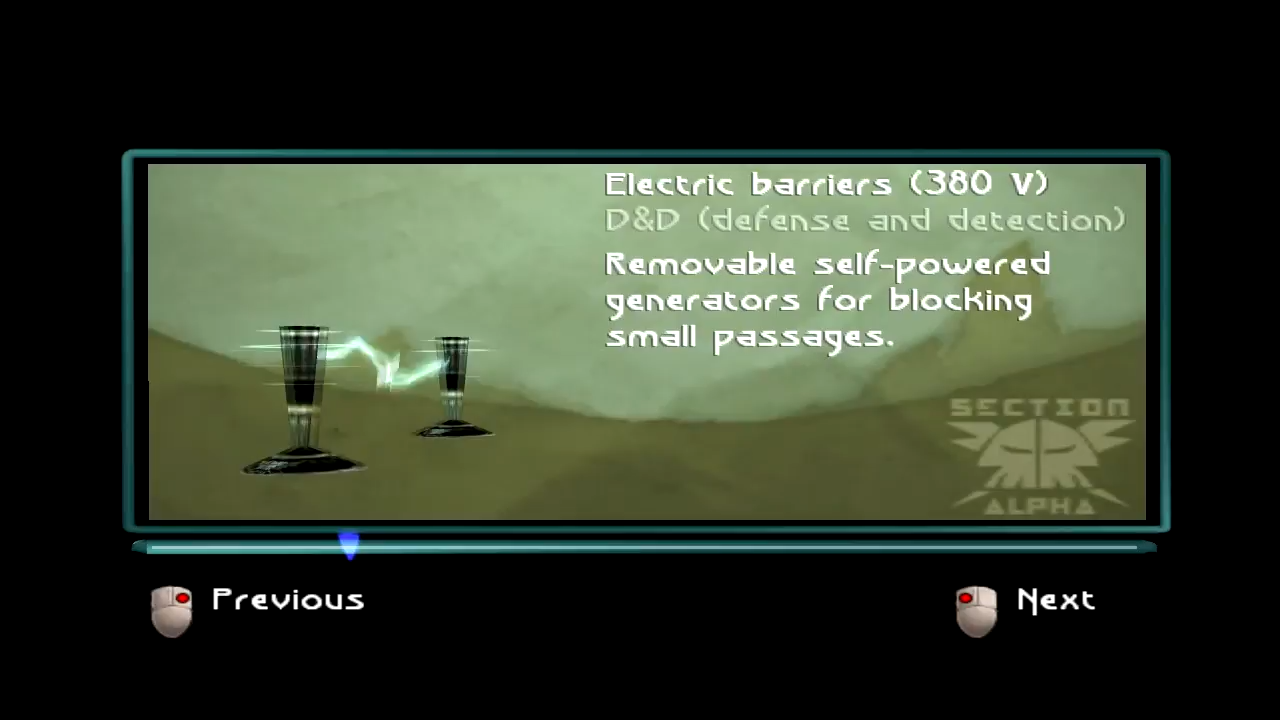 Electric barriers (380 V)
D&D (defense and detection)
Removable self-powered
generators for blocking
small passages.
SECTION
ALPHA
Previous
Next